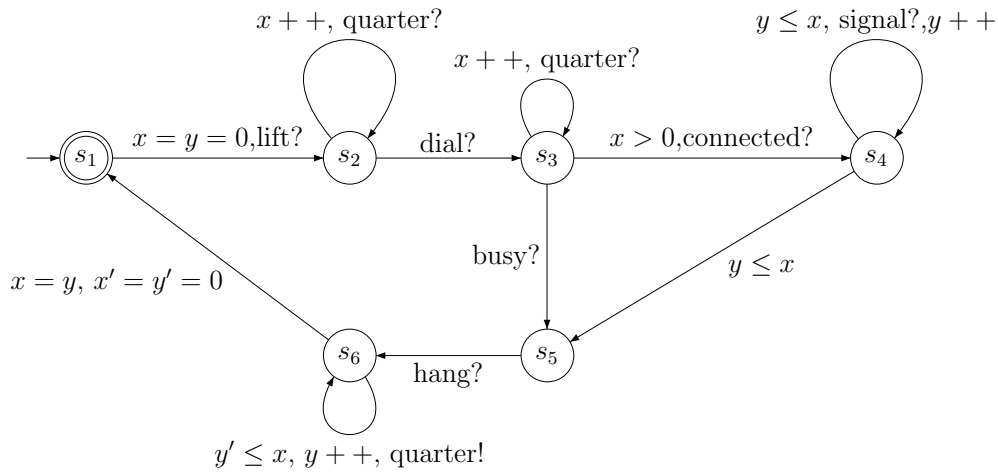 x + +, quarter?
y ≤ x, signal?,y + +
x + +, quarter?
x = y = 0,lift?
dial?
x > 0,connected?
s₁
s₂
s₃
s₄
busy?
y ≤ x
x = y, x′ = y′ = 0
s₆
hang?
s₅
y′ ≤ x, y + +, quarter!